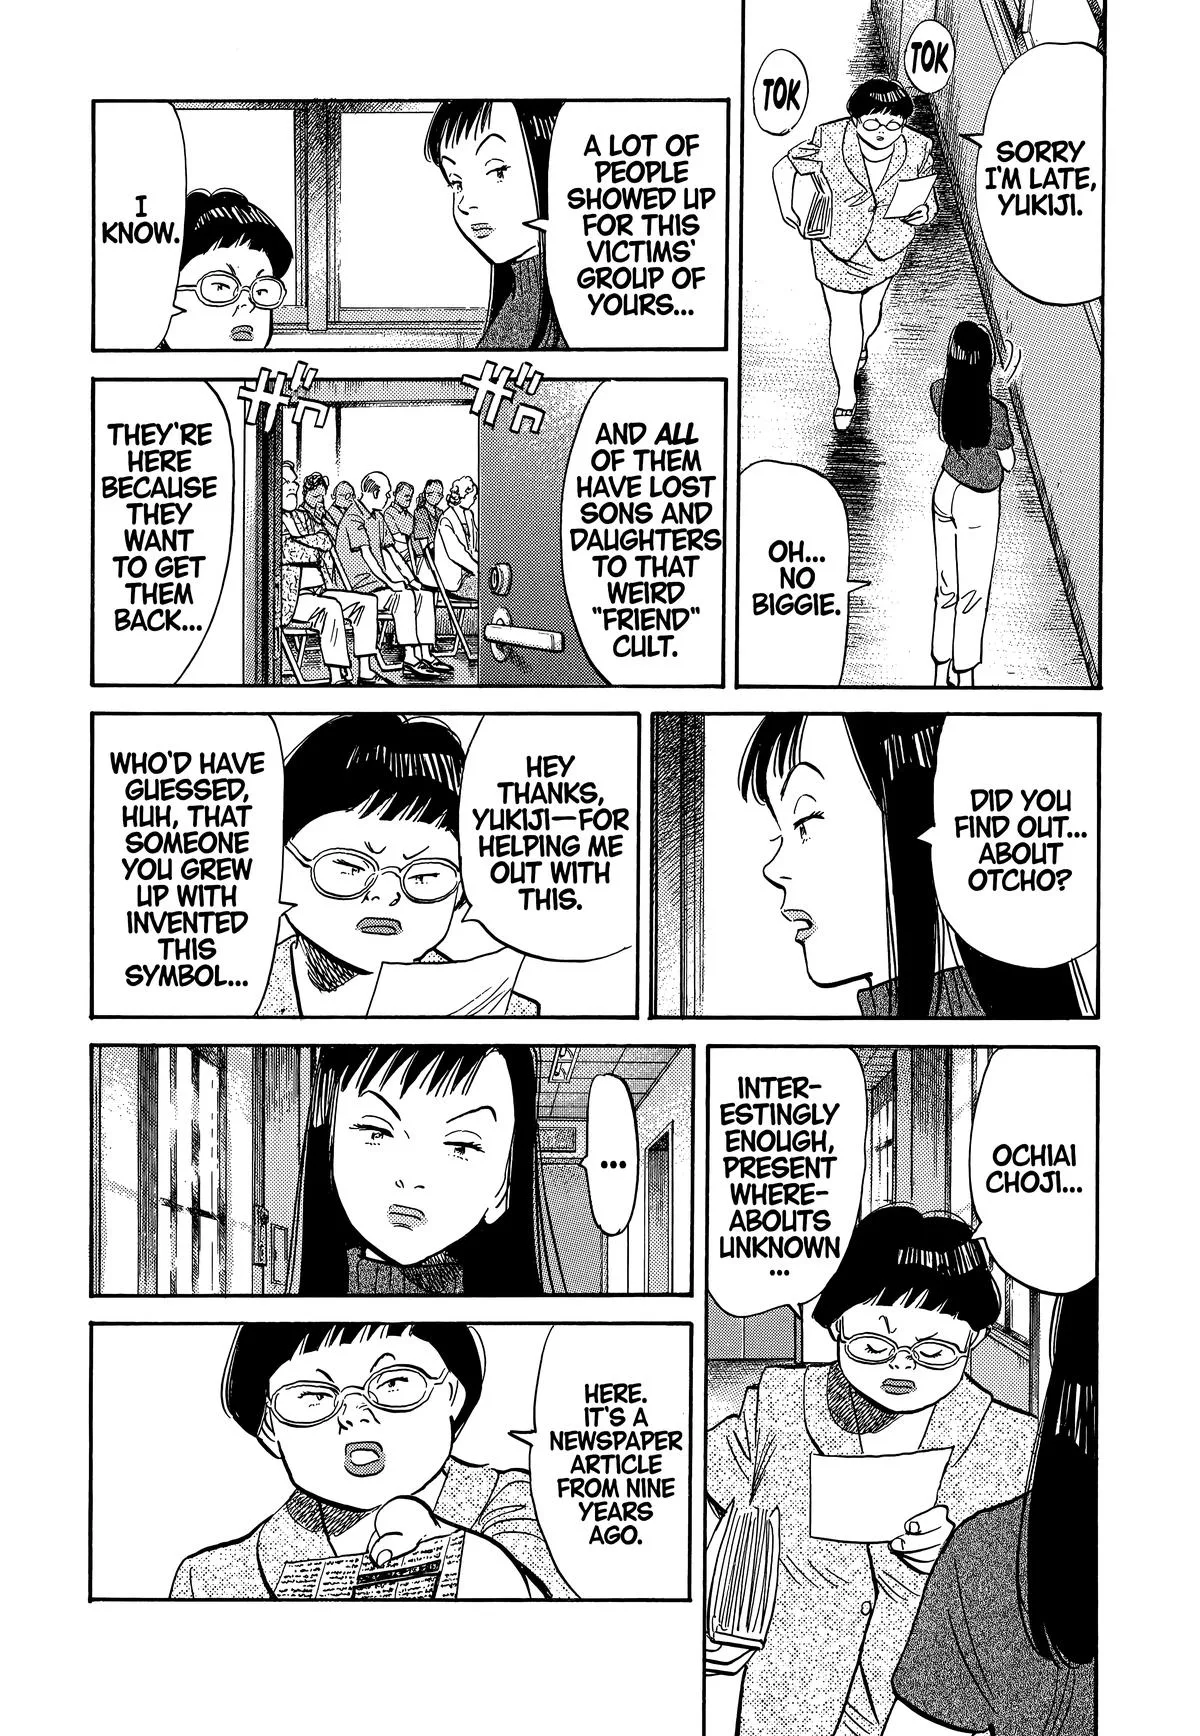 TOK
TOK
SORRY
I'M LATE,
YUKIJI.
OH...
NO
BIGGIE.
A LOT OF
PEOPLE
SHOWED UP
FOR THIS
VICTIMS'
GROUP OF
YOURS...
I
KNOW.
AND ALL
OF THEM
HAVE LOST
SONS AND
DAUGHTERS
TO THAT
WEIRD
"FRIEND"
CULT.
ザワ
ザワ
THEY'RE
HERE
BECAUSE
THEY
WANT
TO GET
THEM
BACK...
DID YOU
FIND OUT...
ABOUT
OTCHO?
HEY
THANKS,
YUKIJI—FOR
HELPING ME
OUT WITH
THIS.
WHO'D HAVE
GUESSED,
HUH, THAT
SOMEONE
YOU GREW
UP WITH
INVENTED
THIS
SYMBOL...
OCHIAI
CHOJI...
INTER-
ESTINGLY
ENOUGH,
PRESENT
WHERE-
ABOUTS
UNKNOWN
...
...
HERE.
IT'S A
NEWSPAPER
ARTICLE
FROM NINE
YEARS
AGO.